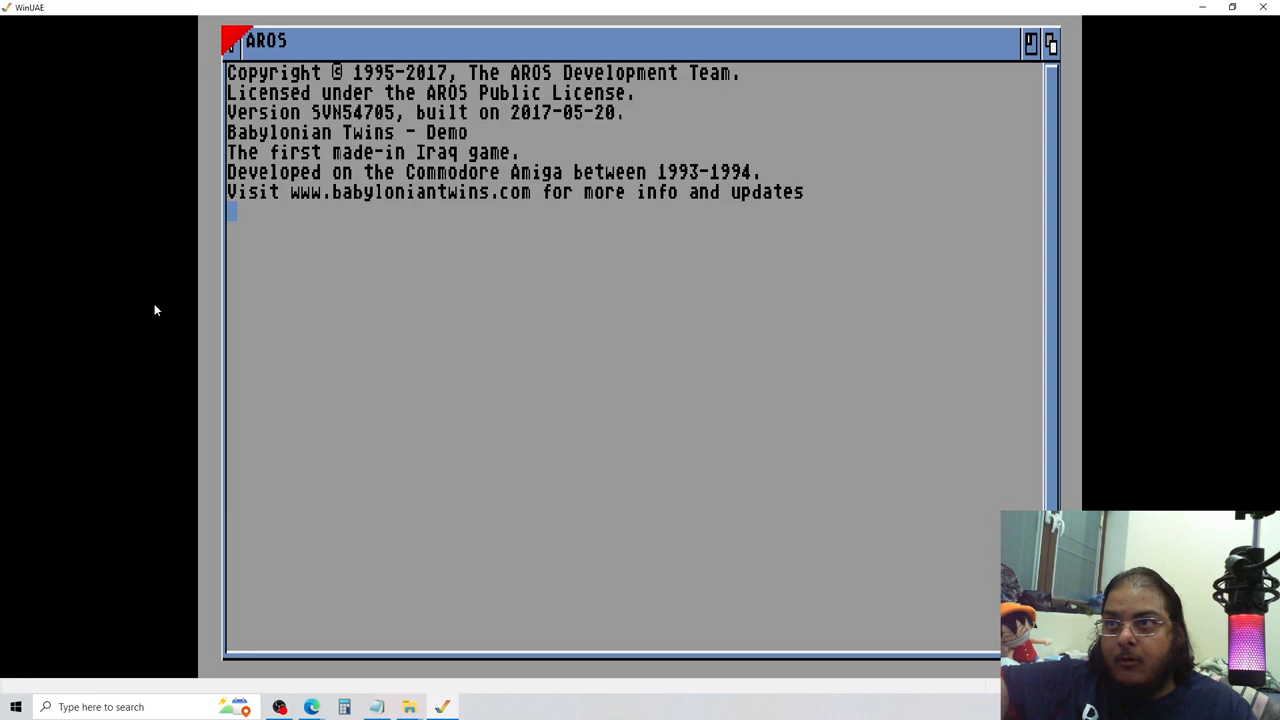 WinUAE
AROS
Copyright © 1995-2017, The AROS Development Team.
Licensed under the AROS Public License.
Version SVN54705, built on 2017-05-20.
Babylonian Twins - Demo
The first made-in Iraq game.
Developed on the Commodore Amiga between 1993-1994.
Visit www.babyloniantwins.com for more info and updates
Type here to search